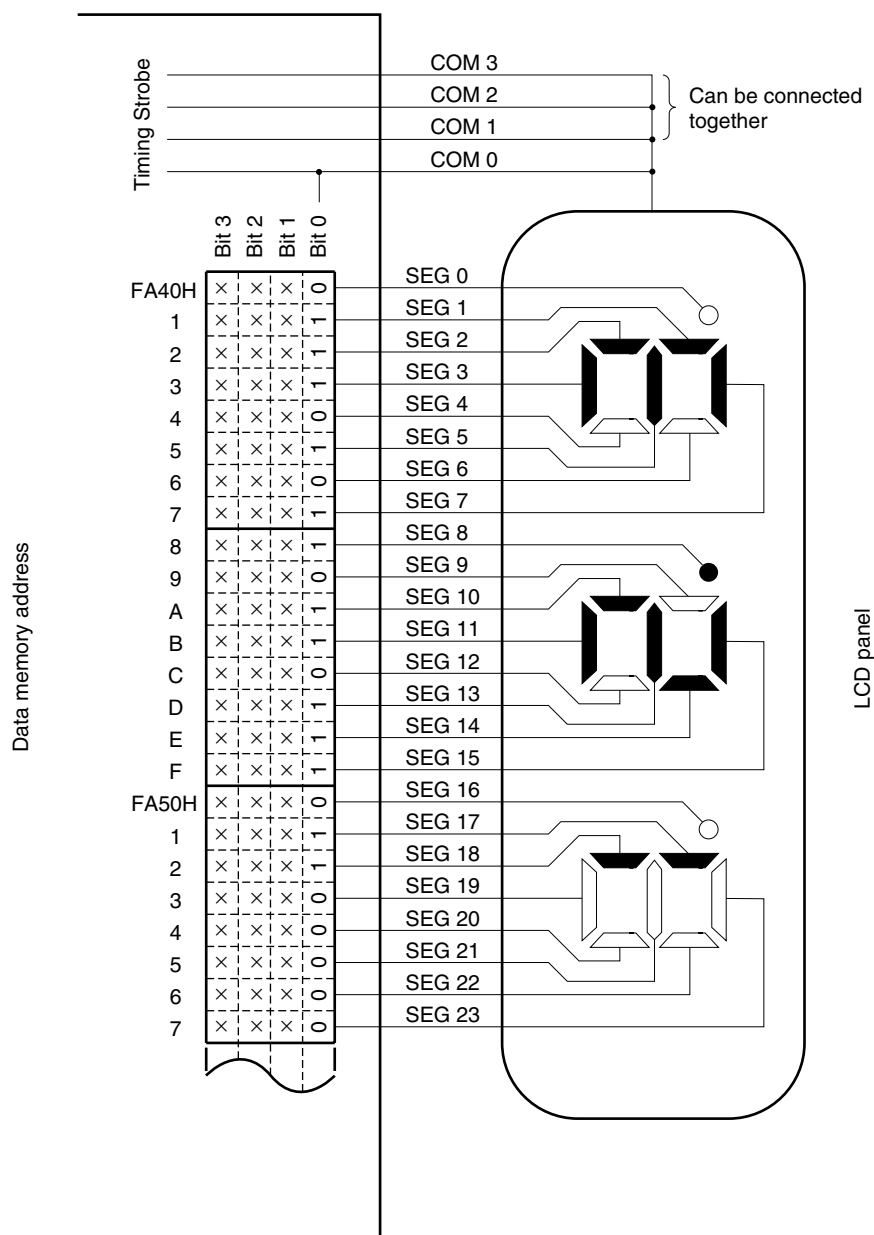 Timing Strobe
COM 3
COM 2
COM 1
COM 0
Can be connected
together
Bit 3
Bit 2
Bit 1
Bit 0
Data memory address
LCD panel
FA40H × × × 0 SEG 0
1 × × × 1 SEG 1
2 × × × 1 SEG 2
3 × × × 1 SEG 3
4 × × × 0 SEG 4
5 × × × 1 SEG 5
6 × × × 0 SEG 6
7 × × × 1 SEG 7
8 × × × 1 SEG 8
9 × × × 0 SEG 9
A × × × 1 SEG 10
B × × × 1 SEG 11
C × × × 0 SEG 12
D × × × 1 SEG 13
E × × × 1 SEG 14
F × × × 1 SEG 15
FA50H × × × 0 SEG 16
1 × × × 1 SEG 17
2 × × × 1 SEG 18
3 × × × 0 SEG 19
4 × × × 0 SEG 20
5 × × × 0 SEG 21
6 × × × 0 SEG 22
7 × × × 0 SEG 23